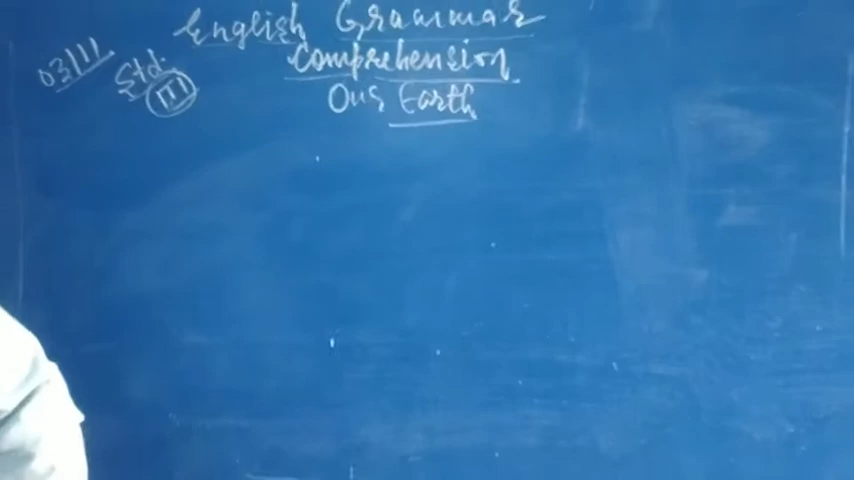 English Grammar
Comprehension
Our Earth
03/11
Std:
III